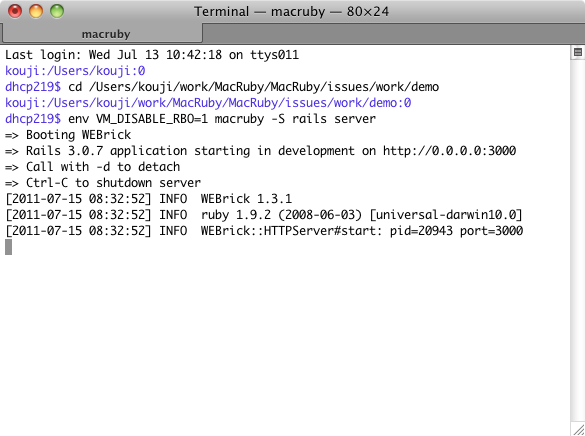 Terminal — macruby — 80×24
macruby
Last login: Wed Jul 13 10:42:18 on ttys011
kouji:/Users/kouji:0
dhcp219$ cd /Users/kouji/work/MacRuby/MacRuby/issues/work/demo
kouji:/Users/kouji/work/MacRuby/MacRuby/issues/work/demo:0
dhcp219$ env VM_DISABLE_RBO=1 macruby -S rails server
=> Booting WEBrick
=> Rails 3.0.7 application starting in development on http://0.0.0.0:3000
=> Call with -d to detach
=> Ctrl-C to shutdown server
[2011-07-15 08:32:52] INFO  WEBrick 1.3.1
[2011-07-15 08:32:52] INFO  ruby 1.9.2 (2008-06-03) [universal-darwin10.0]
[2011-07-15 08:32:52] INFO  WEBrick::HTTPServer#start: pid=20943 port=3000